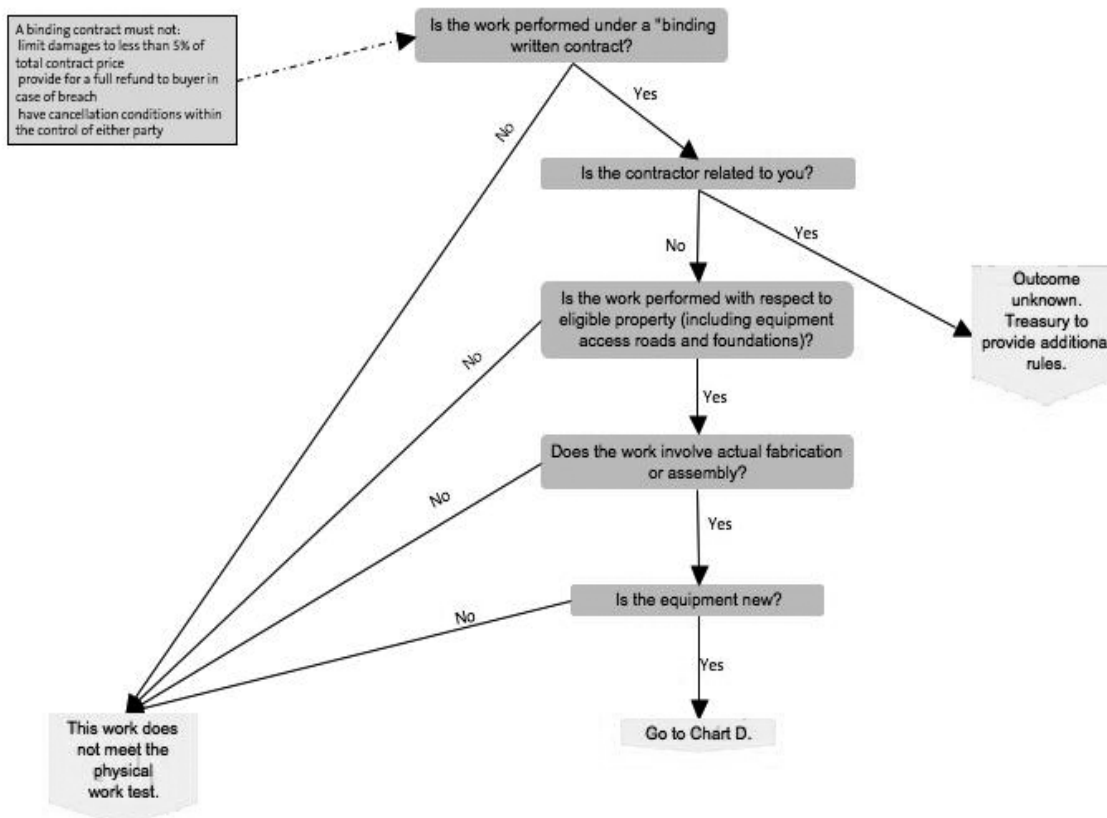 A binding contract must not:
limit damages to less than 5% of
total contract price
provide for a full refund to buyer in
case of breach
have cancellation conditions within
the control of either party
Is the work performed under a "binding
written contract?
No
Yes
Is the contractor related to you?
No
Yes
Outcome
unknown.
Treasury to
provide additiona
rules.
Is the work performed with respect to
eligible property (including equipment
access roads and foundations)?
No
Yes
Does the work involve actual fabrication
or assembly?
No
Yes
Is the equipment new?
No
Yes
This work does
not meet the
physical
work test.
Go to Chart D.